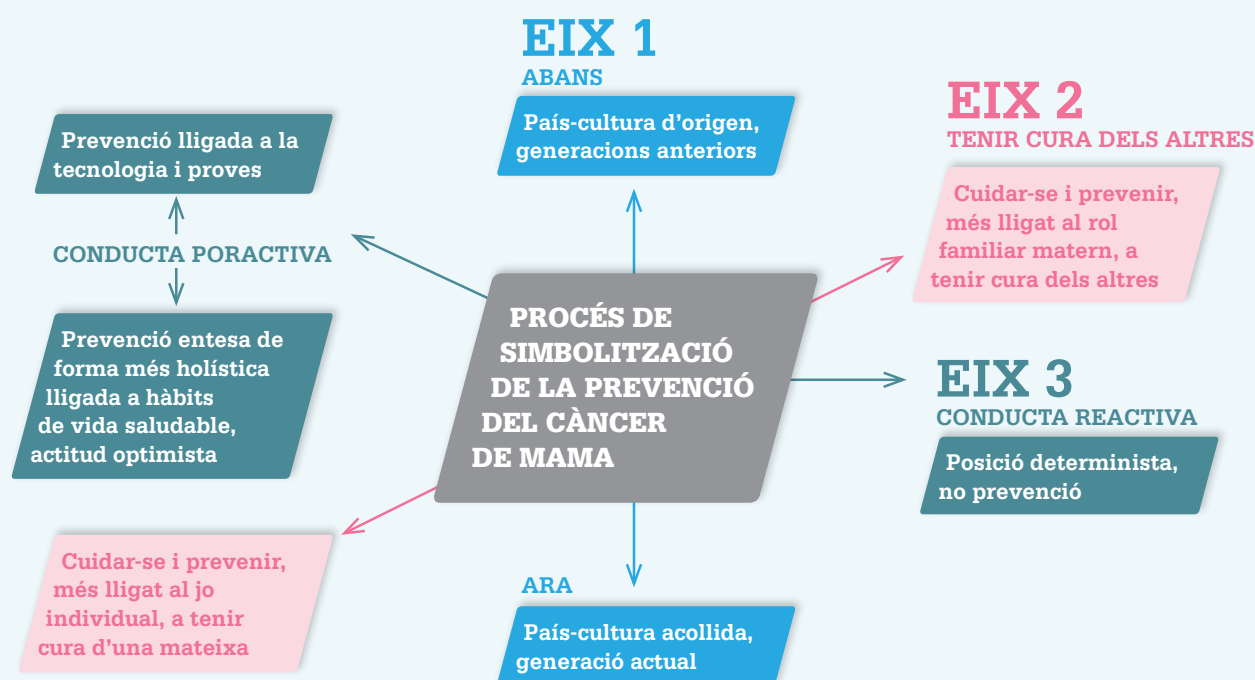 EIX 1
ABANS
País-cultura d'origen,
generacions anteriors
EIX 2
TENIR CURA DELS ALTRES
Cuidar-se i prevenir,
més lligat al rol
familiar matern, a
tenir cura dels altres
Prevenció lligada a la
tecnologia i proves
CONDUCTA PORACTIVA
Prevenció entesa de
forma més holística
lligada a hàbits
de vida saludable,
actitud optimista
PROCÉS DE
SIMBOLITZACIÓ
DE LA PREVENCIÓ
DEL CÀNCER
DE MAMA
EIX 3
CONDUCTA REACTIVA
Posició determinista,
no prevenció
Cuidar-se i prevenir,
més lligat al jo
individual, a tenir
cura d'una mateixa
ARA
País-cultura acollida,
generació actual